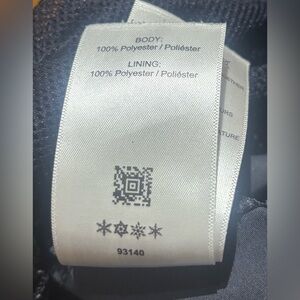 BODY:
100% Polyester / Poliéster
LINING:
100% Polyester / Poliéster
93140